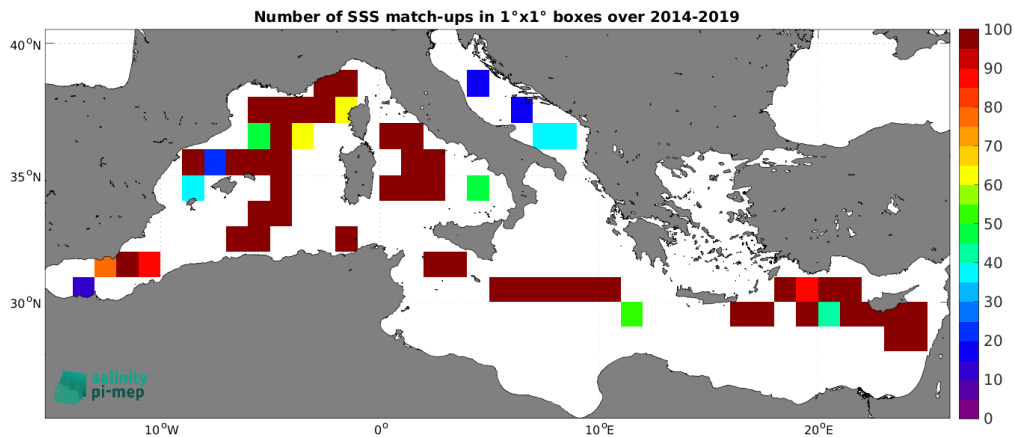 Number of SSS match-ups in 1°x1° boxes over 2014-2019
40°N
35°N
30°N
10°W
0°
10°E
20°E
100
90
80
70
60
50
40
30
20
10
0
salinity
pi-mep